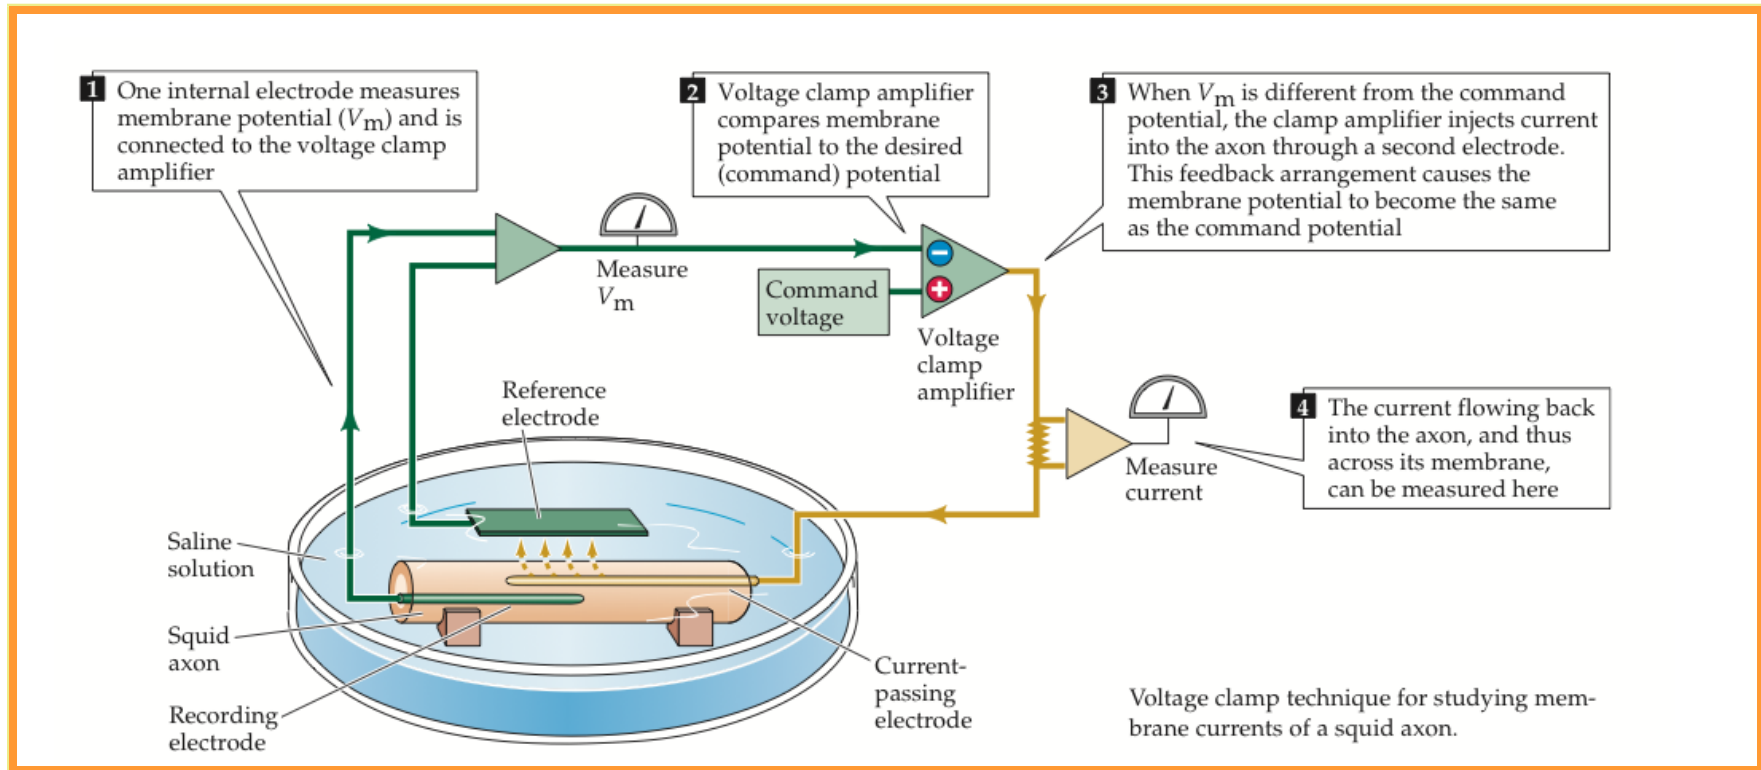 1 One internal electrode measures
membrane potential (Vm) and is
connected to the voltage clamp
amplifier
2 Voltage clamp amplifier
compares membrane
potential to the desired
(command) potential
3 When Vm is different from the command
potential, the clamp amplifier injects current
into the axon through a second electrode.
This feedback arrangement causes the
membrane potential to become the same
as the command potential
Measure
Vm
Command
voltage
−
+
Voltage
clamp
amplifier
Reference
electrode
4 The current flowing back
into the axon, and thus
across its membrane,
can be measured here
Measure
current
Saline
solution
Squid
axon
Recording
electrode
Current-
passing
electrode
Voltage clamp technique for studying mem-
brane currents of a squid axon.